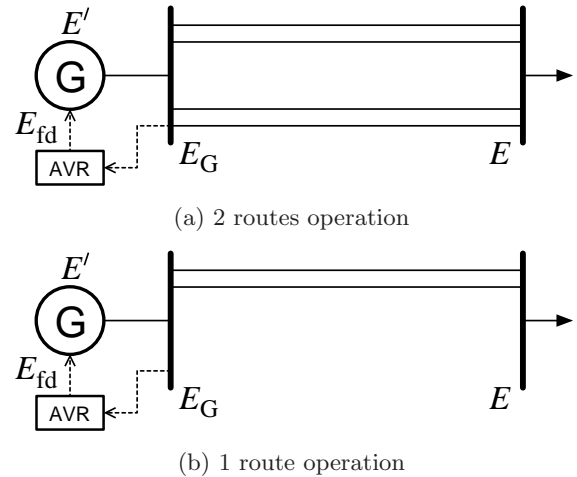 E′
G
E_fd
AVR
E_G
E
(a) 2 routes operation
E′
G
E_fd
AVR
E_G
E
(b) 1 route operation